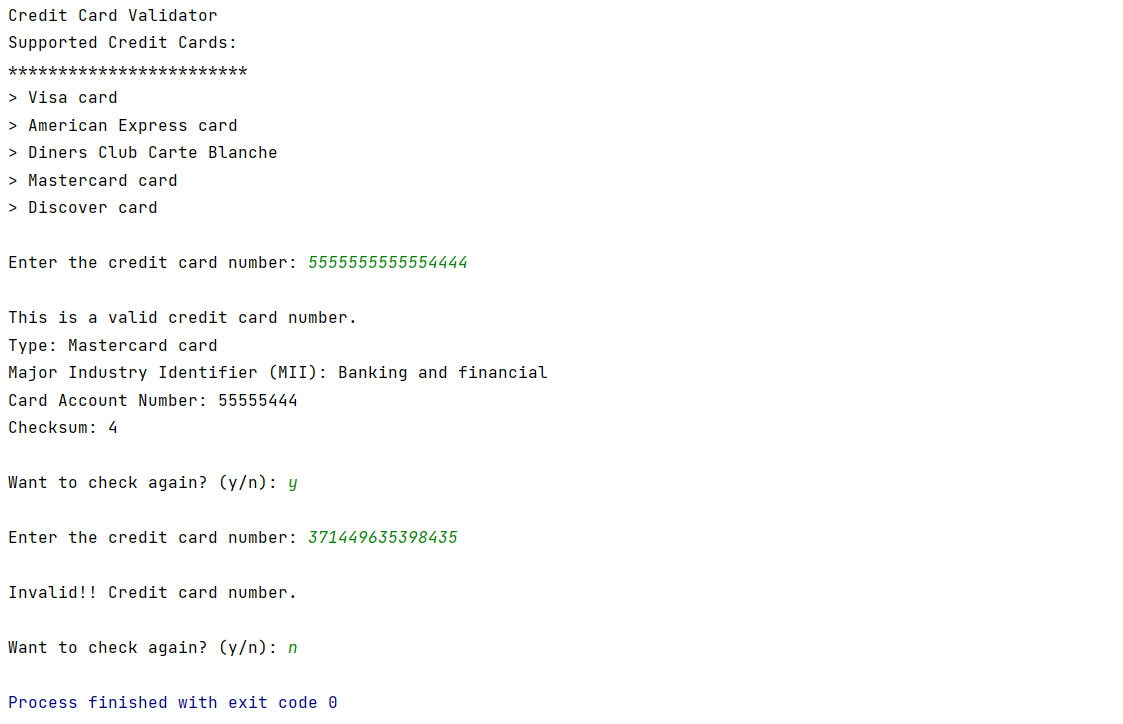 Credit Card Validator
Supported Credit Cards:
************************
> Visa card
> American Express card
> Diners Club Carte Blanche
> Mastercard card
> Discover card
Enter the credit card number: 5555555555554444
This is a valid credit card number.
Type: Mastercard card
Major Industry Identifier (MII): Banking and financial
Card Account Number: 55555444
Checksum: 4
Want to check again? (y/n): y
Enter the credit card number: 371449635398435
Invalid!! Credit card number.
Want to check again? (y/n): n
Process finished with exit code 0